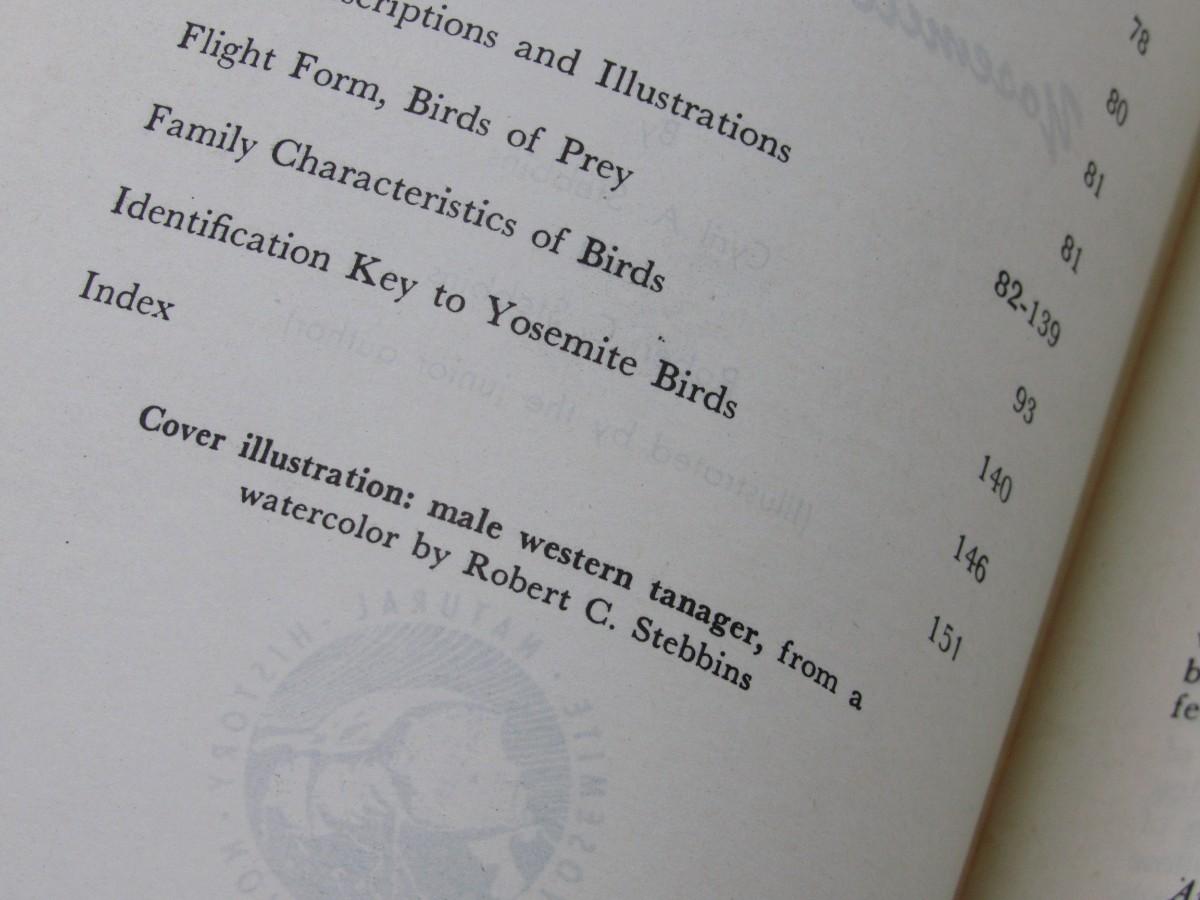 78
80
81
81
criptions and Illustrations 82-139
Flight Form, Birds of Prey 93
Family Characteristics of Birds 140
Identification Key to Yosemite Birds 146
Index 151
Cover illustration: male western tanager, from a
watercolor by Robert C. Stebbins